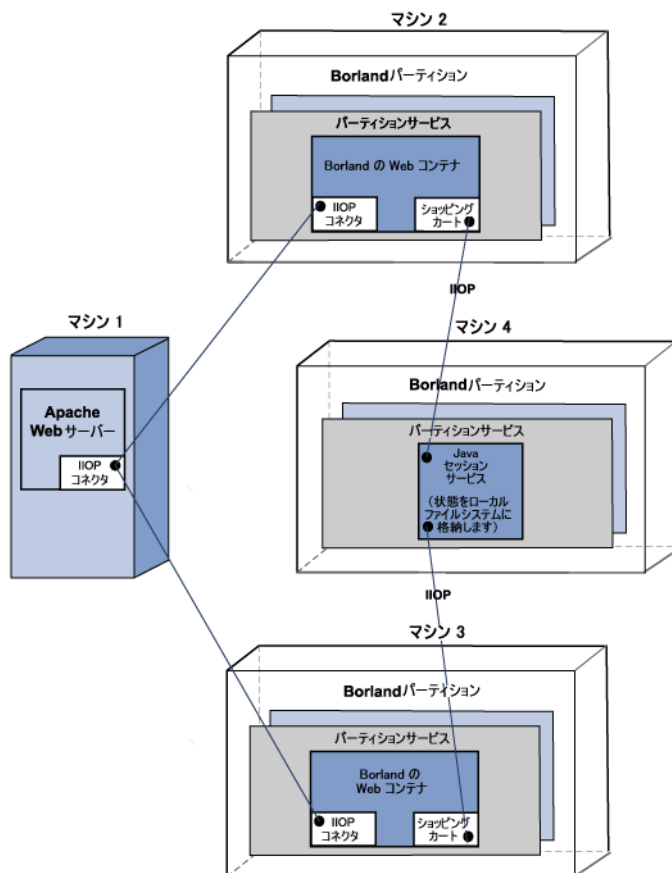 マシン 2
Borlandパーティション
パーティションサービス
Borland の Web コンテナ
IIOP
コネクタ
ショッピング
カート
IIOP
マシン 1
Apache
Web サーバー
IIOP
コネクタ
マシン 4
Borlandパーティション
パーティションサービス
Java
セッション
サービス
（状態をローカル
ファイルシステムに
格納します）
IIOP
マシン 3
Borlandパーティション
パーティションサービス
Borland の
Web コンテナ
IIOP
コネクタ
ショッピング
カート